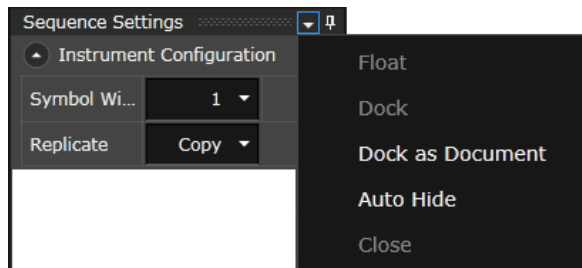 Sequence Settings
Instrument Configuration
Symbol Wi... 1
Replicate Copy
Float
Dock
Dock as Document
Auto Hide
Close